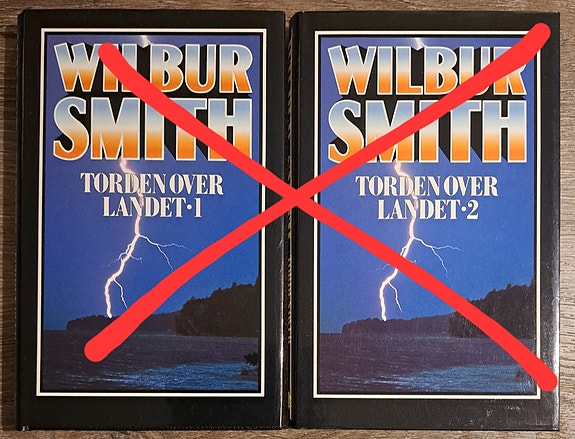 WILBUR
SMITH
TORDEN OVER
LANDET·1
WILBUR
SMITH
TORDEN OVER
LANDET·2